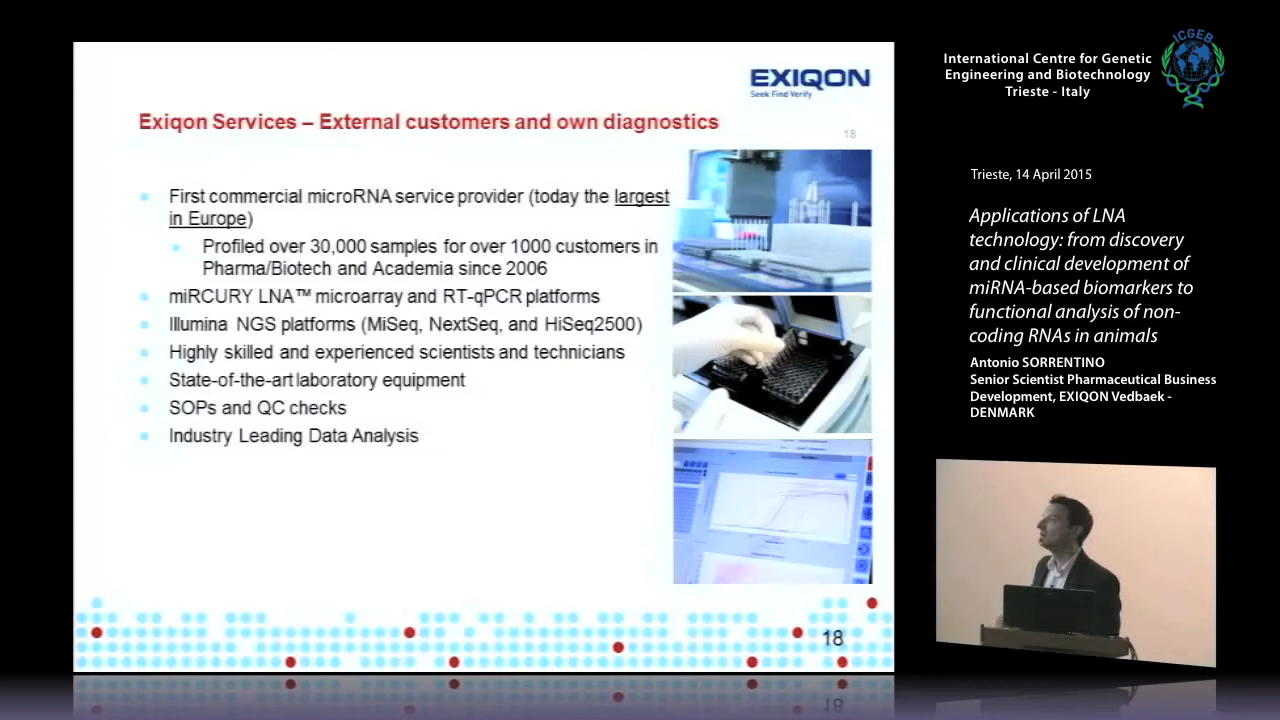 EXIQON
Seek Find Verify
Exiqon Services – External customers and own diagnostics
18
First commercial microRNA service provider (today the largest
in Europe)
Profiled over 30,000 samples for over 1000 customers in
Pharma/Biotech and Academia since 2006
miRCURY LNA™ microarray and RT-qPCR platforms
Illumina NGS platforms (MiSeq, NextSeq, and HiSeq2500)
Highly skilled and experienced scientists and technicians
State-of-the-art laboratory equipment
SOPs and QC checks
Industry Leading Data Analysis
18
International Centre for Genetic
Engineering and Biotechnology
Trieste - Italy
ICGEB
Trieste, 14 April 2015
Applications of LNA
technology: from discovery
and clinical development of
miRNA-based biomarkers to
functional analysis of non-
coding RNAs in animals
Antonio SORRENTINO
Senior Scientist Pharmaceutical Business
Development, EXIQON Vedbaek -
DENMARK